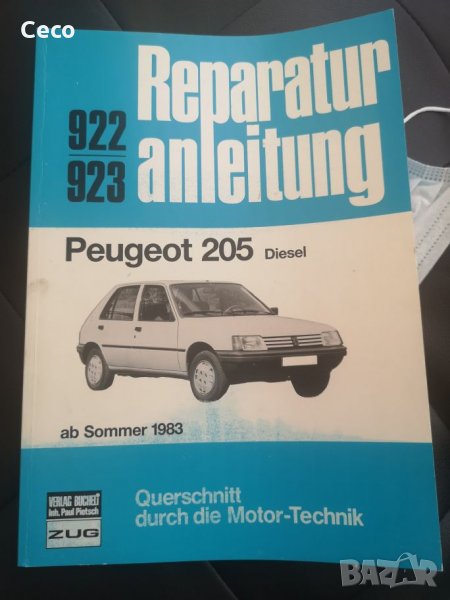 Ceco
Reparatur
anleitung
922
923
Peugeot 205 Diesel
ab Sommer 1983
VERLAG BUCHELI
Inh. Paul Pietsch
ZUG
Querschnitt
durch die Motor-Technik
BAZAR